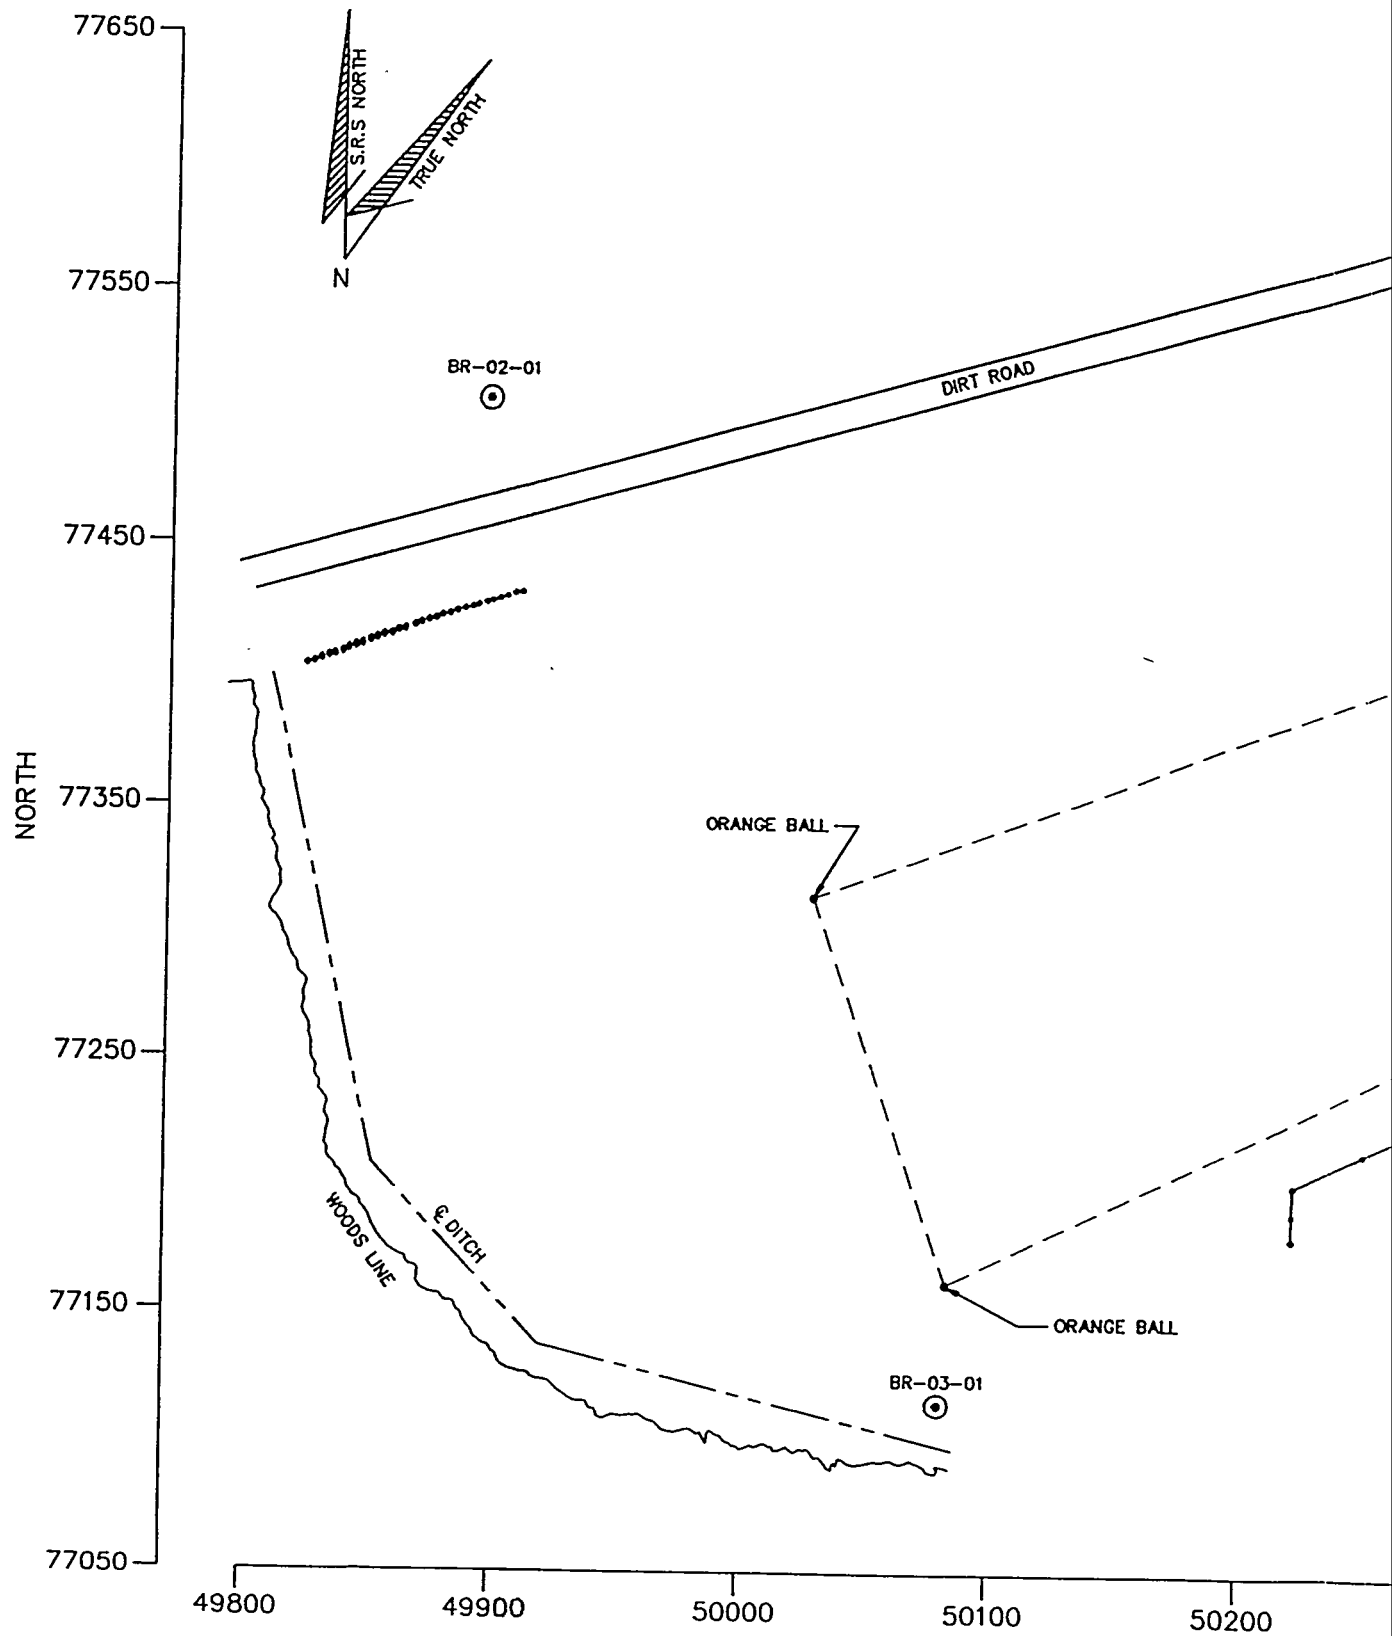 77650
S.R.S NORTH
TRUE NORTH
N
77550
BR-02-01
DIRT ROAD
77450
NORTH
77350
ORANGE BALL
77250
WOODS LINE
℄ DITCH
77150
ORANGE BALL
BR-03-01
77050
49800 49900 50000 50100 50200